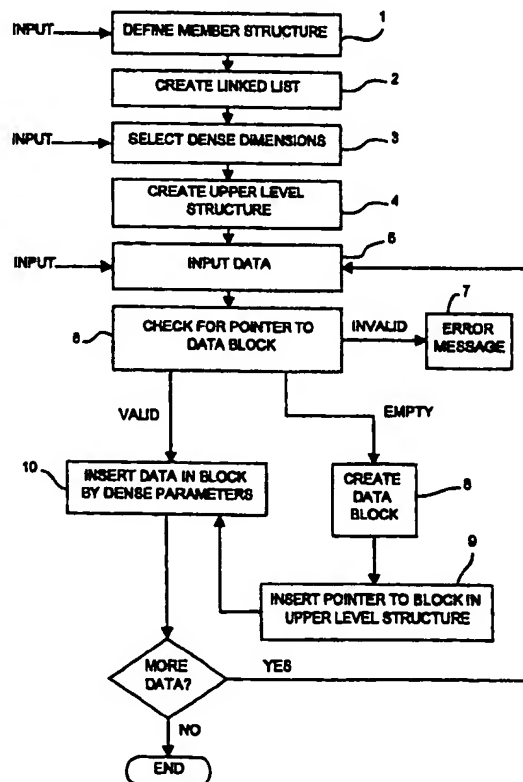 1
INPUT
DEFINE MEMBER STRUCTURE
2
CREATE LINKED LIST
INPUT
SELECT DENSE DIMENSIONS
3
CREATE UPPER LEVEL
STRUCTURE
4
5
INPUT
INPUT DATA
7
6
CHECK FOR POINTER TO
DATA BLOCK
INVALID
ERROR
MESSAGE
VALID
EMPTY
10
INSERT DATA IN BLOCK
BY DENSE PARAMETERS
CREATE
DATA
BLOCK
8
9
INSERT POINTER TO BLOCK IN
UPPER LEVEL STRUCTURE
MORE
DATA?
YES
NO
END